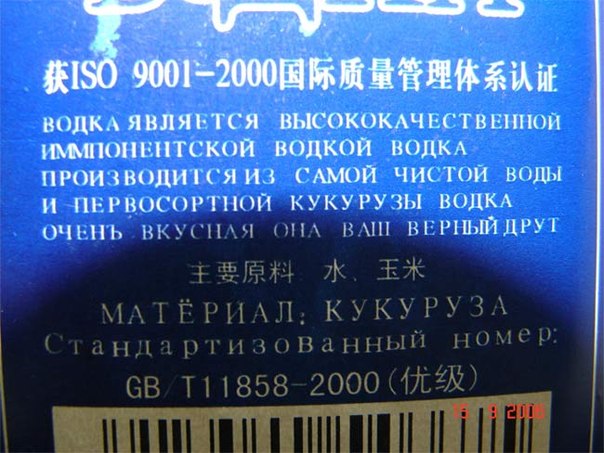 获ISO 9001-2000国际质量管理体系认证
ВОДКА ЯВЛЯЕТСЯ ВЫСОКОКАЧЕСТВЕННОЙ
ИММПОНЕНТСКОЙ ВОДКОЙ ВОДКА
ПРОИЗВОДИТСЯ ИЗ САМОЙ ЧИСТОЙ ВОДЫ
И ПЕРВОСОРТНОЙ КУКУРУЗЫ ВОДКА
ОЧЕНЪ ВКУСНАЯ ОНА ВАШ ВЕРНЫЙ ДРУТ
主要原料 水、玉米
МАТЁРИАЛ: КУКУРУЗА
Стандартизованный номер:
GB/T11858-2000(优级)